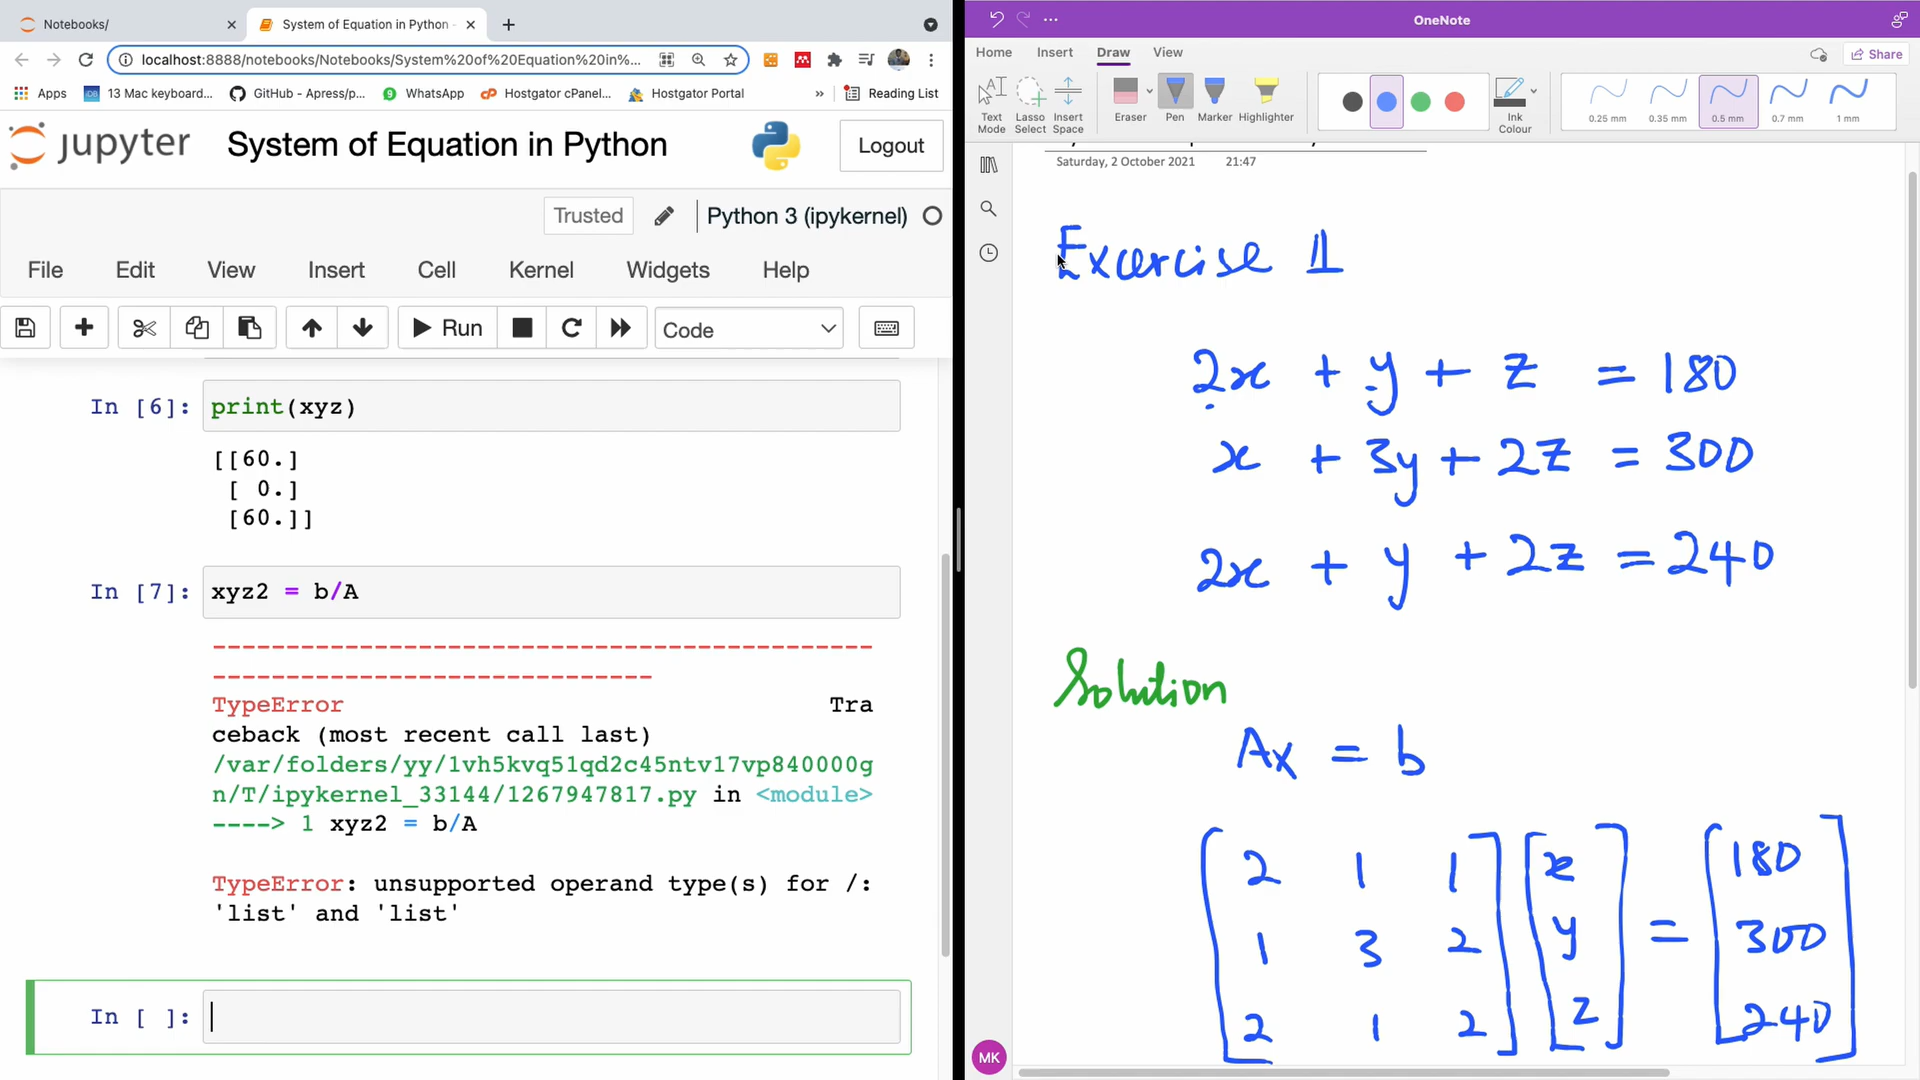 Notebooks/
System of Equation in Python -
localhost:8888/notebooks/Notebooks/System%20of%20Equation%20in%...
Apps
13 Mac keyboard...
GitHub - Apress/p...
WhatsApp
Hostgator cPanel...
Hostgator Portal
»
Reading List
jupyter
System of Equation in Python
Logout
Trusted
Python 3 (ipykernel)
File Edit View Insert Cell Kernel Widgets Help
Run
Code
In [6]: print(xyz)
[[60.]
[ 0.]
[60.]]
In [7]: xyz2 = b/A
---------------------------------------------
------------------------------
TypeError Tra
ceback (most recent call last)
/var/folders/yy/1vh5kvq51qd2c45ntv17vp840000g
n/T/ipykernel_33144/1267947817.py in <module>
----> 1 xyz2 = b/A
TypeError: unsupported operand type(s) for /:
'list' and 'list'
In [ ]:
OneNote
Home Insert Draw View
Share
Text Mode
Lasso Select
Insert Space
Eraser
Pen
Marker
Highlighter
Ink Colour
0.25 mm
0.35 mm
0.5 mm
0.7 mm
1 mm
Saturday, 2 October 2021 21:47
Excercise 1
2x + y + z = 180
x + 3y + 2z = 300
2x + y + 2z = 240
Solution
Ax = b
2 1 1 x 180
1 3 2 y = 300
2 1 2 z 240
MK